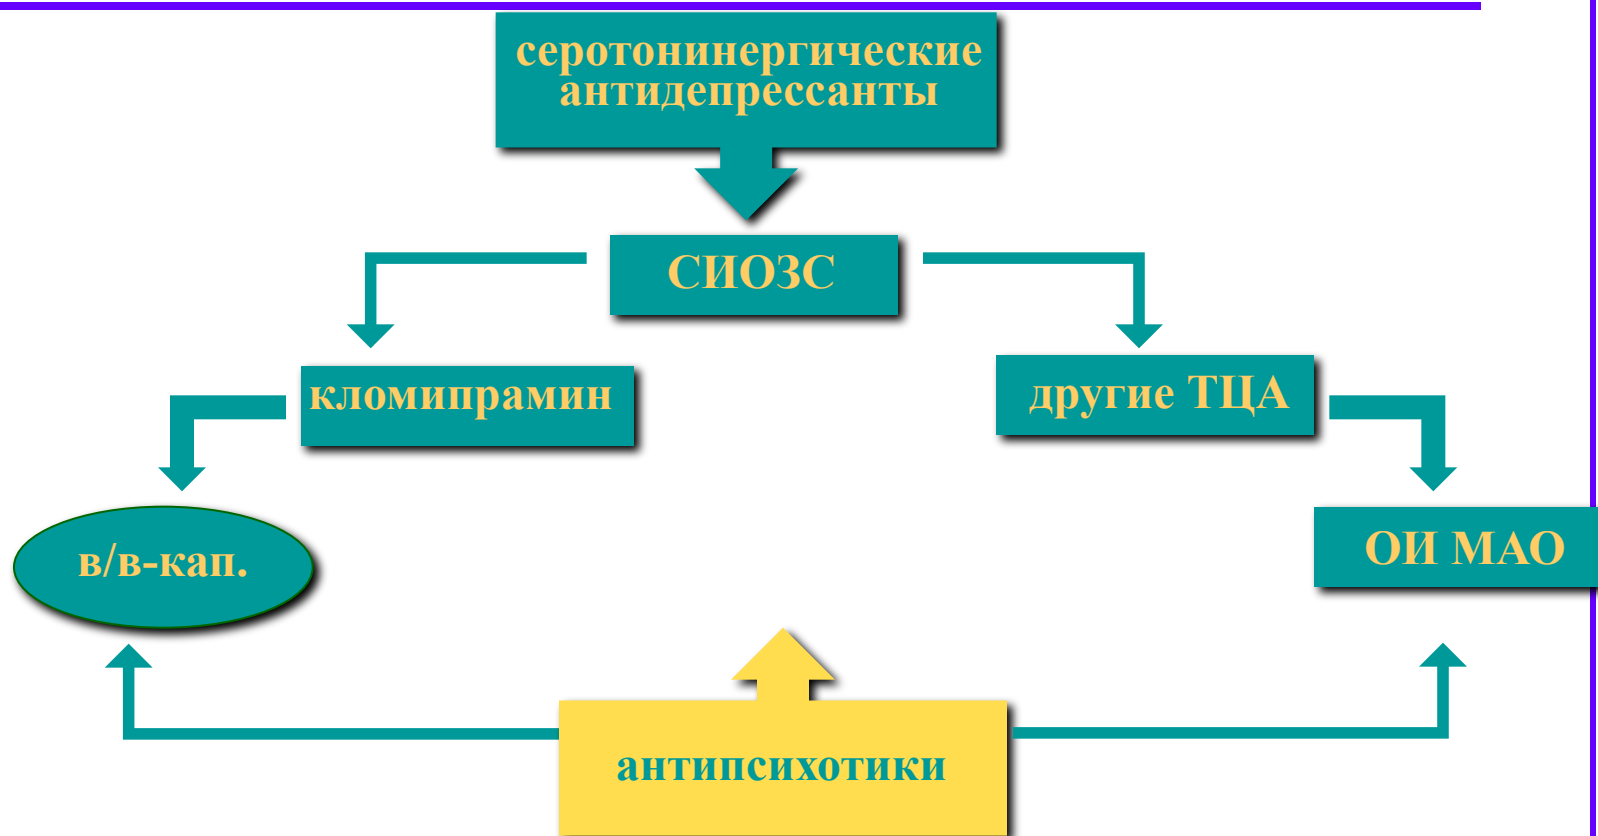 серотонинергические
антидепрессанты
СИОЗС
кломипрамин
другие ТЦА
в/в-кап.
ОИ МАО
антипсихотики